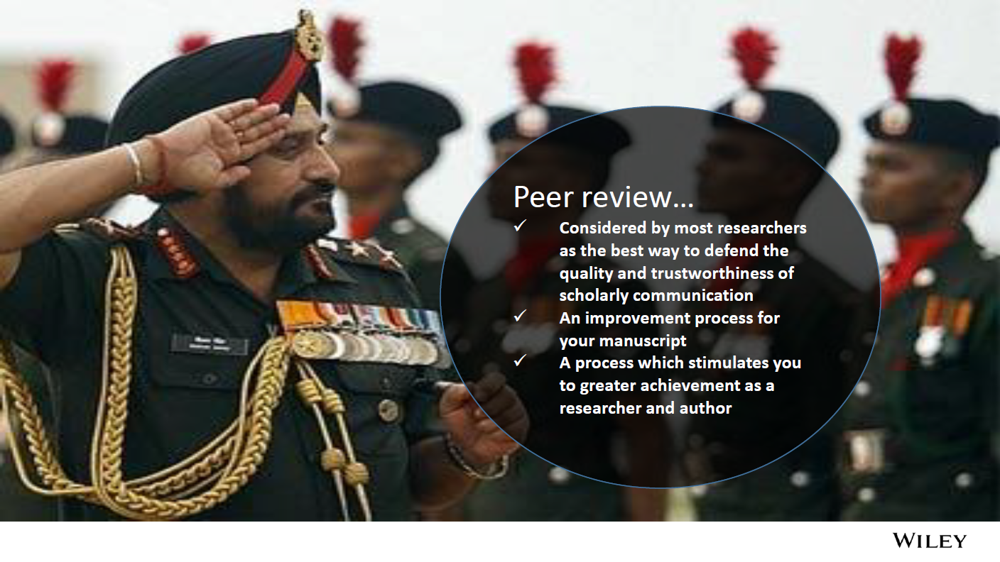 Peer review...
✓ Considered by most researchers
as the best way to defend the
quality and trustworthiness of
scholarly communication
✓ An improvement process for
your manuscript
✓ A process which stimulates you
to greater achievement as a
researcher and author
WILEY